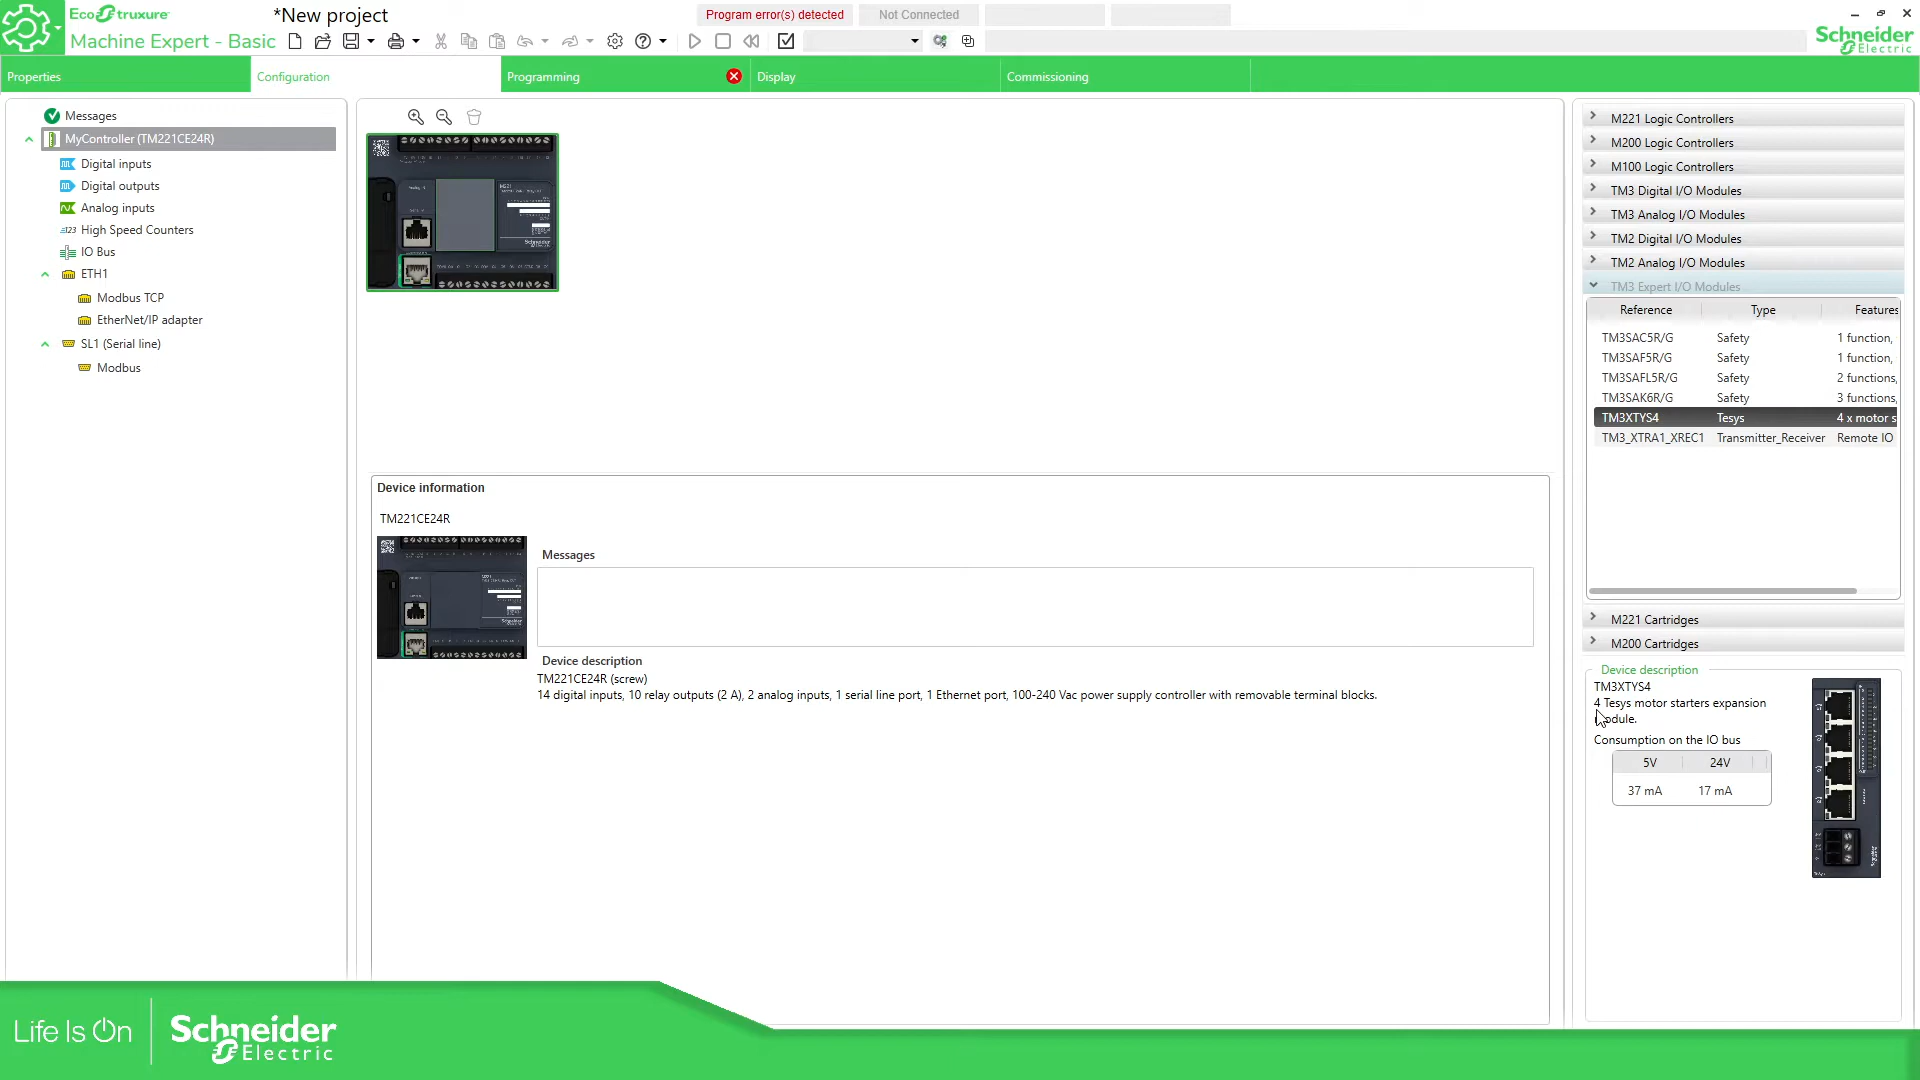 EcoStruxure
Machine Expert - Basic
*New project
Program error(s) detected
Not Connected
Schneider
Electric
Properties
Configuration
Programming
Display
Commissioning
Messages
MyController (TM221CE24R)
Digital inputs
Digital outputs
Analog inputs
High Speed Counters
IO Bus
ETH1
Modbus TCP
EtherNet/IP adapter
SL1 (Serial line)
Modbus
Device information
TM221CE24R
Messages
Device description
TM221CE24R (screw)
14 digital inputs, 10 relay outputs (2 A), 2 analog inputs, 1 serial line port, 1 Ethernet port, 100-240 Vac power supply controller with removable terminal blocks.
M221 Logic Controllers
M200 Logic Controllers
M100 Logic Controllers
TM3 Digital I/O Modules
TM3 Analog I/O Modules
TM2 Digital I/O Modules
TM2 Analog I/O Modules
TM3 Expert I/O Modules
Reference Type Features
TM3SAC5R/G Safety 1 function,
TM3SAF5R/G Safety 1 function,
TM3SAFL5R/G Safety 2 functions,
TM3SAK6R/G Safety 3 functions,
TM3XTYS4 Tesys 4 x motor s
TM3_XTRA1_XREC1 Transmitter_Receiver Remote IO
M221 Cartridges
M200 Cartridges
Device description
TM3XTYS4
4 Tesys motor starters expansion
module.
Consumption on the IO bus
5V 24V
37 mA 17 mA
Life Is On
Schneider
Electric